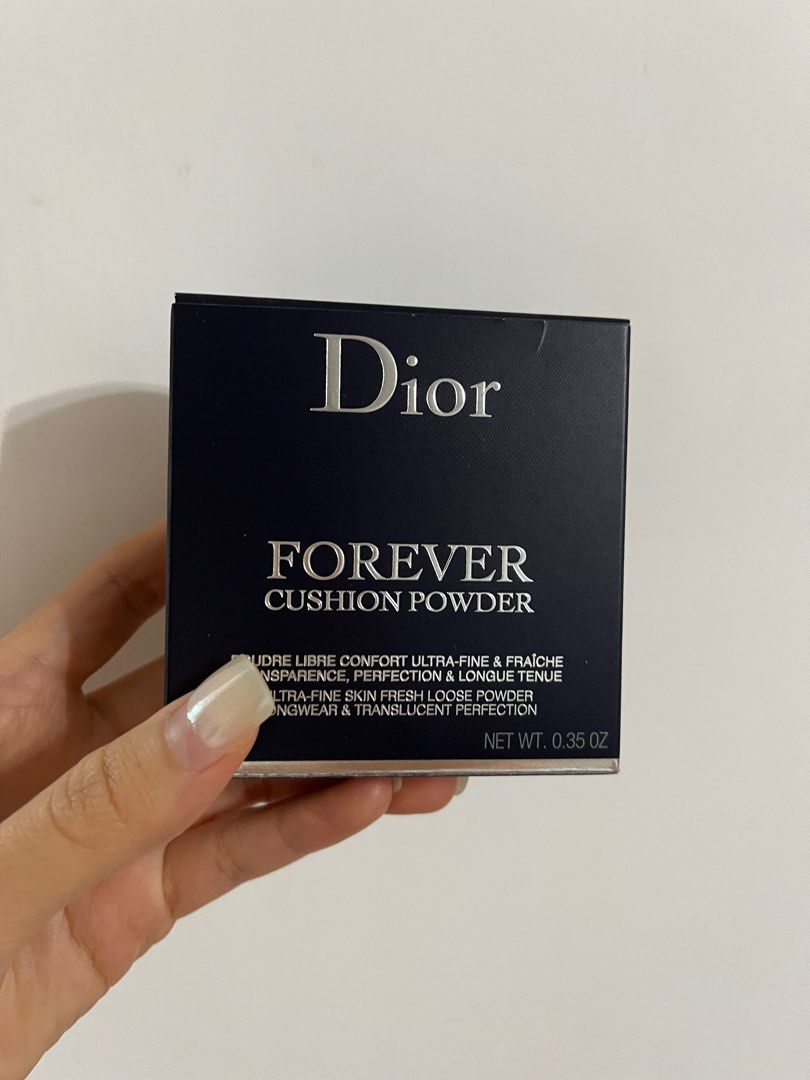 Dior
FOREVER
CUSHION POWDER
LIBRE CONFORT ULTRA-FINE & FRAÎCHE
PERFECTION & LONGUE TENUE
SKIN FRESH LOOSE POWDER
& TRANSLUCENT PERFECTION
NET WT. 0.35 OZ